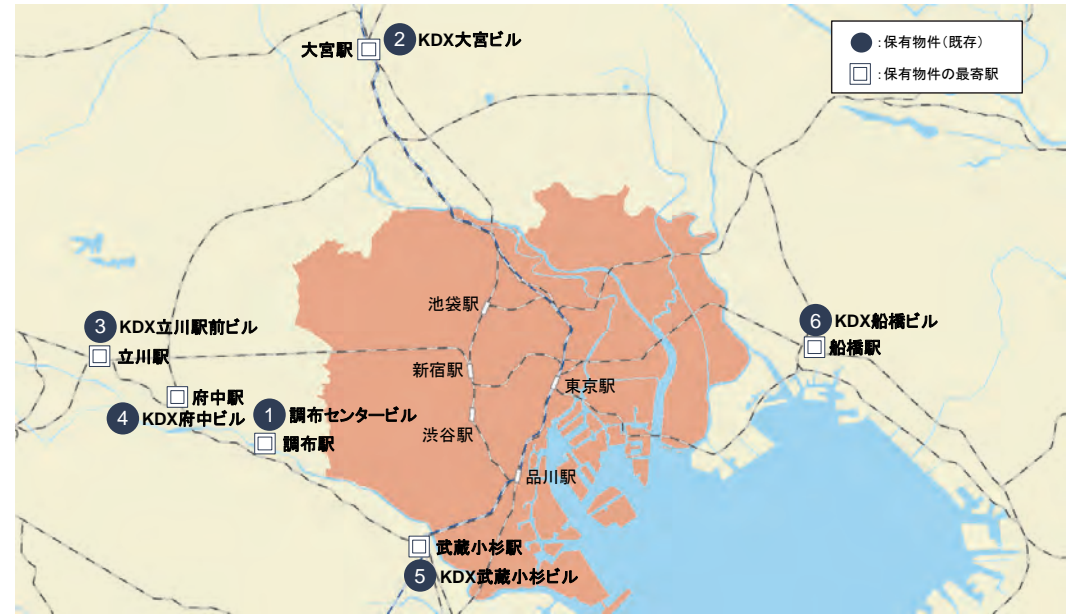 大宮駅
2 KDX大宮ビル
:保有物件(既存)
:保有物件の最寄駅
池袋駅
3 KDX立川駅前ビル
立川駅
6 KDX船橋ビル
船橋駅
新宿駅
東京駅
府中駅
4 KDX府中ビル
1 調布センタービル
調布駅
渋谷駅
品川駅
武蔵小杉駅
5 KDX武蔵小杉ビル